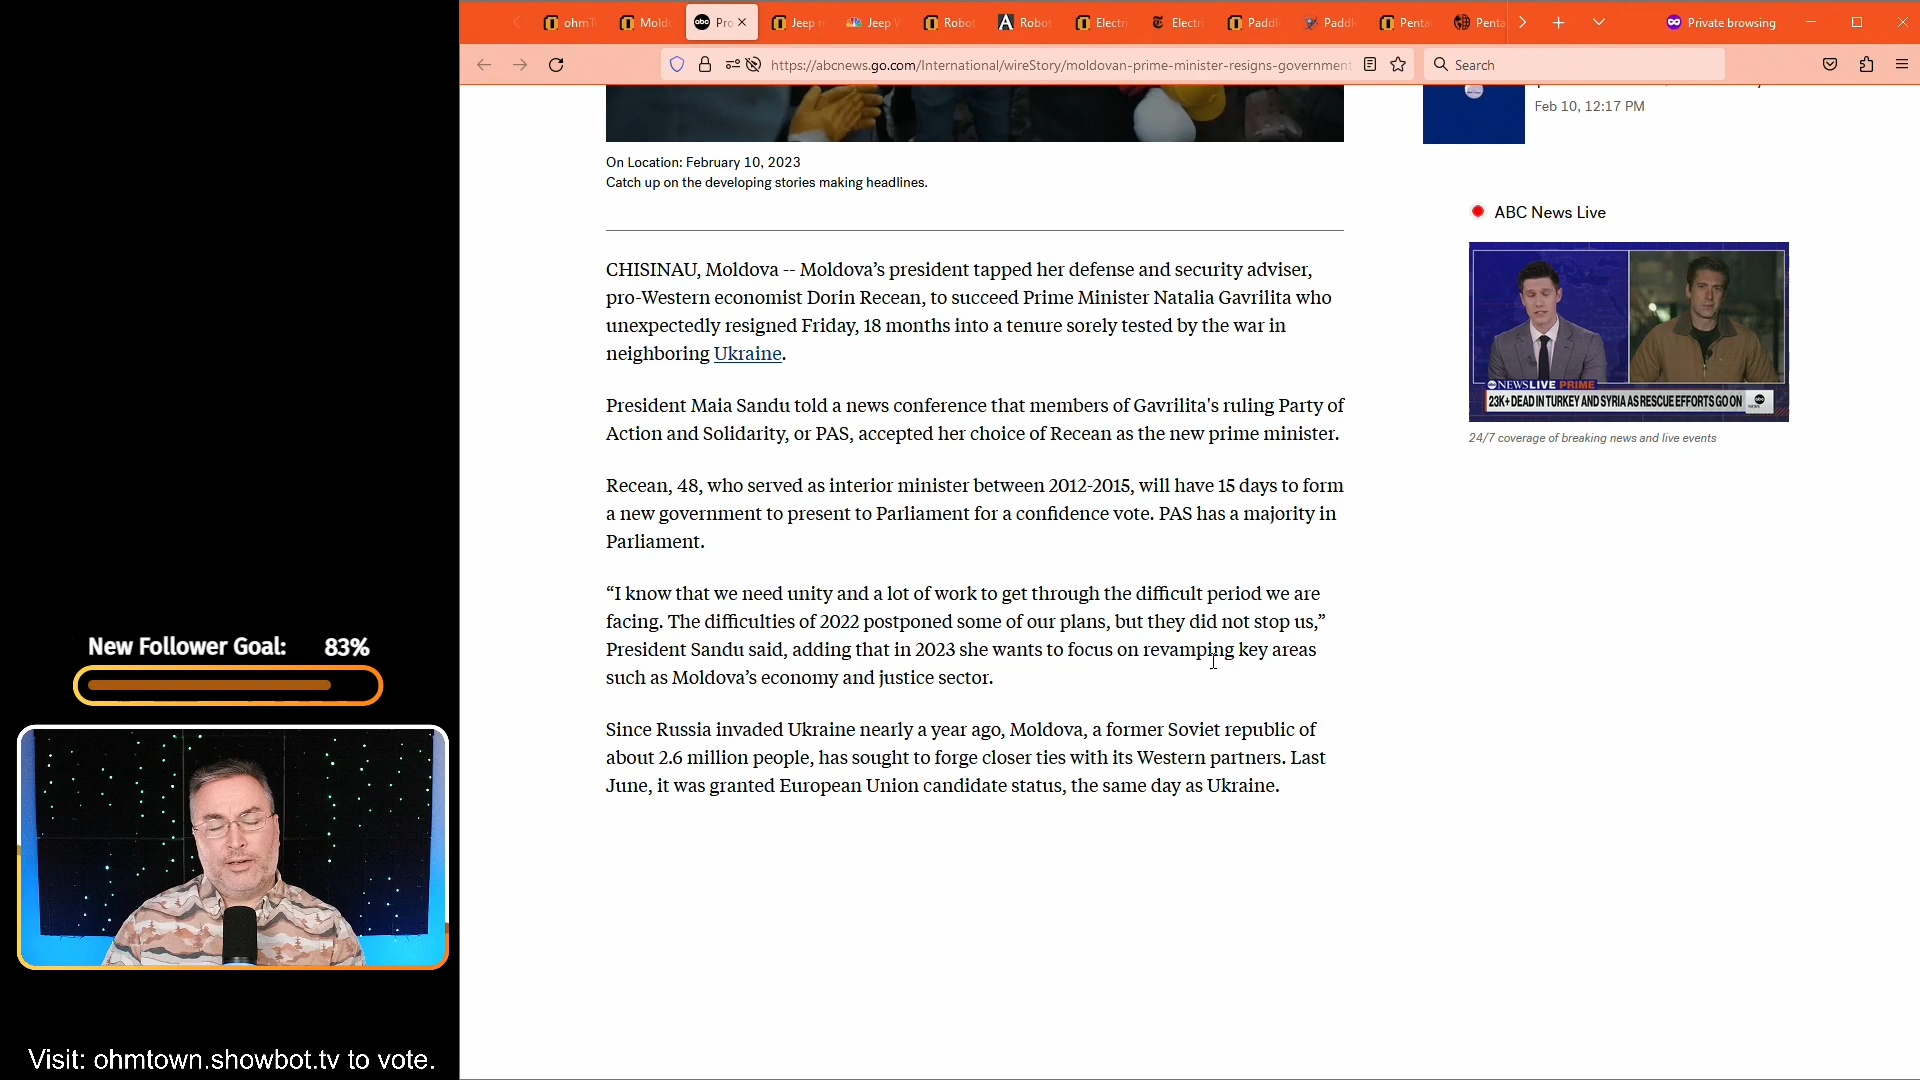 ohm
Mold
abc
Pro
Jeep
Jeep
Robot
Robot
Electr
Electr
Paddl
Paddl
Penta
Penta
Private browsing
https://abcnews.go.com/International/wireStory/moldovan-prime-minister-resigns-government
Search
Feb 10, 12:17 PM
On Location: February 10, 2023
Catch up on the developing stories making headlines.
ABC News Live
CHISINAU, Moldova -- Moldova’s president tapped her defense and security adviser,
pro-Western economist Dorin Recean, to succeed Prime Minister Natalia Gavrilita who
unexpectedly resigned Friday, 18 months into a tenure sorely tested by the war in
neighboring Ukraine.
President Maia Sandu told a news conference that members of Gavrilita's ruling Party of
Action and Solidarity, or PAS, accepted her choice of Recean as the new prime minister.
Recean, 48, who served as interior minister between 2012-2015, will have 15 days to form
a new government to present to Parliament for a confidence vote. PAS has a majority in
Parliament.
“I know that we need unity and a lot of work to get through the difficult period we are
facing. The difficulties of 2022 postponed some of our plans, but they did not stop us,”
President Sandu said, adding that in 2023 she wants to focus on revamping key areas
such as Moldova’s economy and justice sector.
Since Russia invaded Ukraine nearly a year ago, Moldova, a former Soviet republic of
about 2.6 million people, has sought to forge closer ties with its Western partners. Last
June, it was granted European Union candidate status, the same day as Ukraine.
abc NEWSLIVE PRIME
23K+ DEAD IN TURKEY AND SYRIA AS RESCUE EFFORTS GO ON
24/7 coverage of breaking news and live events
New Follower Goal: 83%
Visit: ohmtown.showbot.tv to vote.